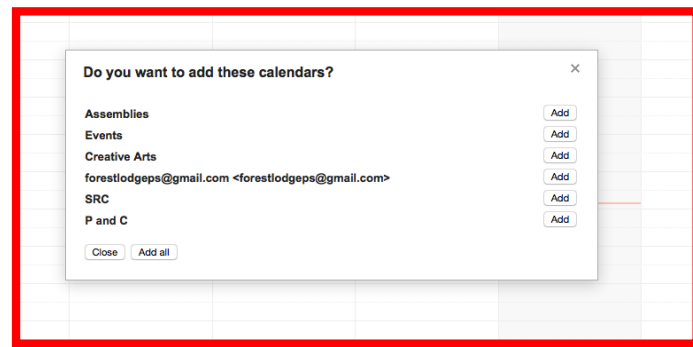 Do you want to add these calendars? ×
Assemblies Add
Events Add
Creative Arts Add
forestlodgeps@gmail.com <forestlodgeps@gmail.com> Add
SRC Add
P and C Add
Close Add all